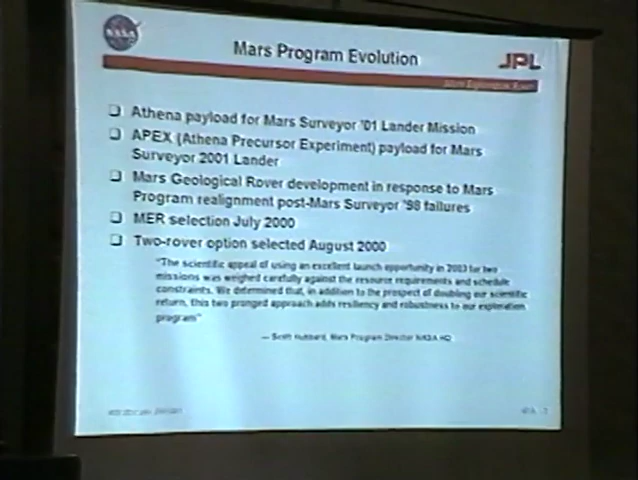 NASA
Mars Program Evolution
JPL
Mars Exploration Rover
❑ Athena payload for Mars Surveyor '01 Lander Mission
❑ APEX (Athena Precursor Experiment) payload for Mars
Surveyor 2001 Lander
❑ Mars Geological Rover development in response to Mars
Program realignment post-Mars Surveyor '98 failures
❑ MER selection July 2000
❑ Two-rover option selected August 2000
"The scientific appeal of using an excellent launch opportunity in 2003 for two
missions was weighed carefully against the resource requirements and schedule
constraints. We determined that, in addition to the prospect of doubling our scientific
return, this two pronged approach adds resiliency and robustness to our exploration
program"
— Scott Hubbard, Mars Program Director NASA HQ